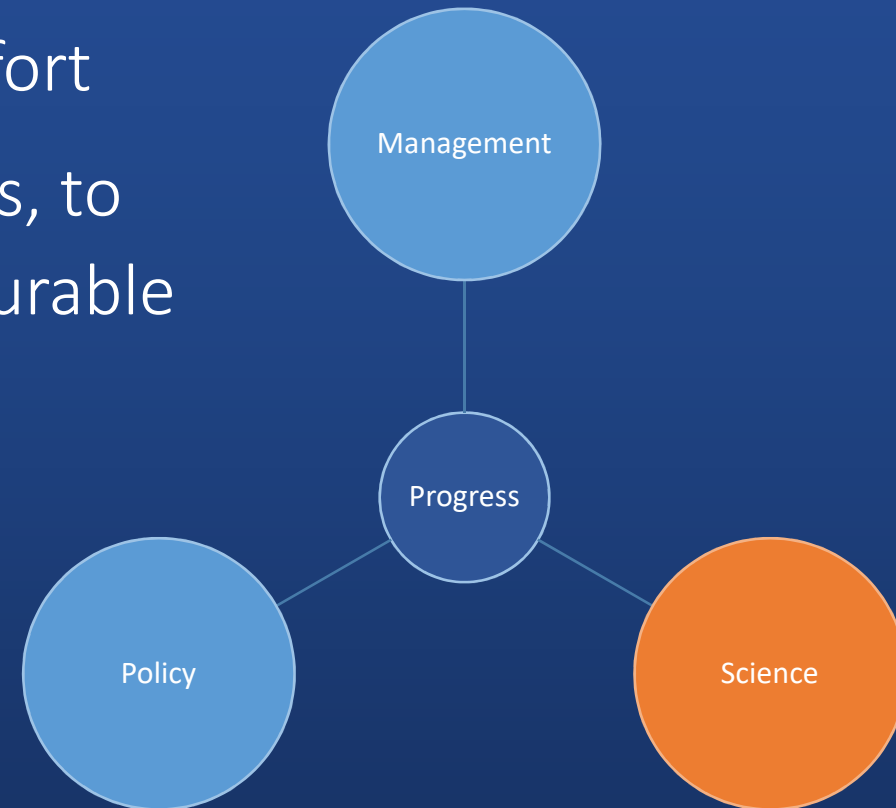 fort
s, to
urable
Management
Progress
Policy
Science